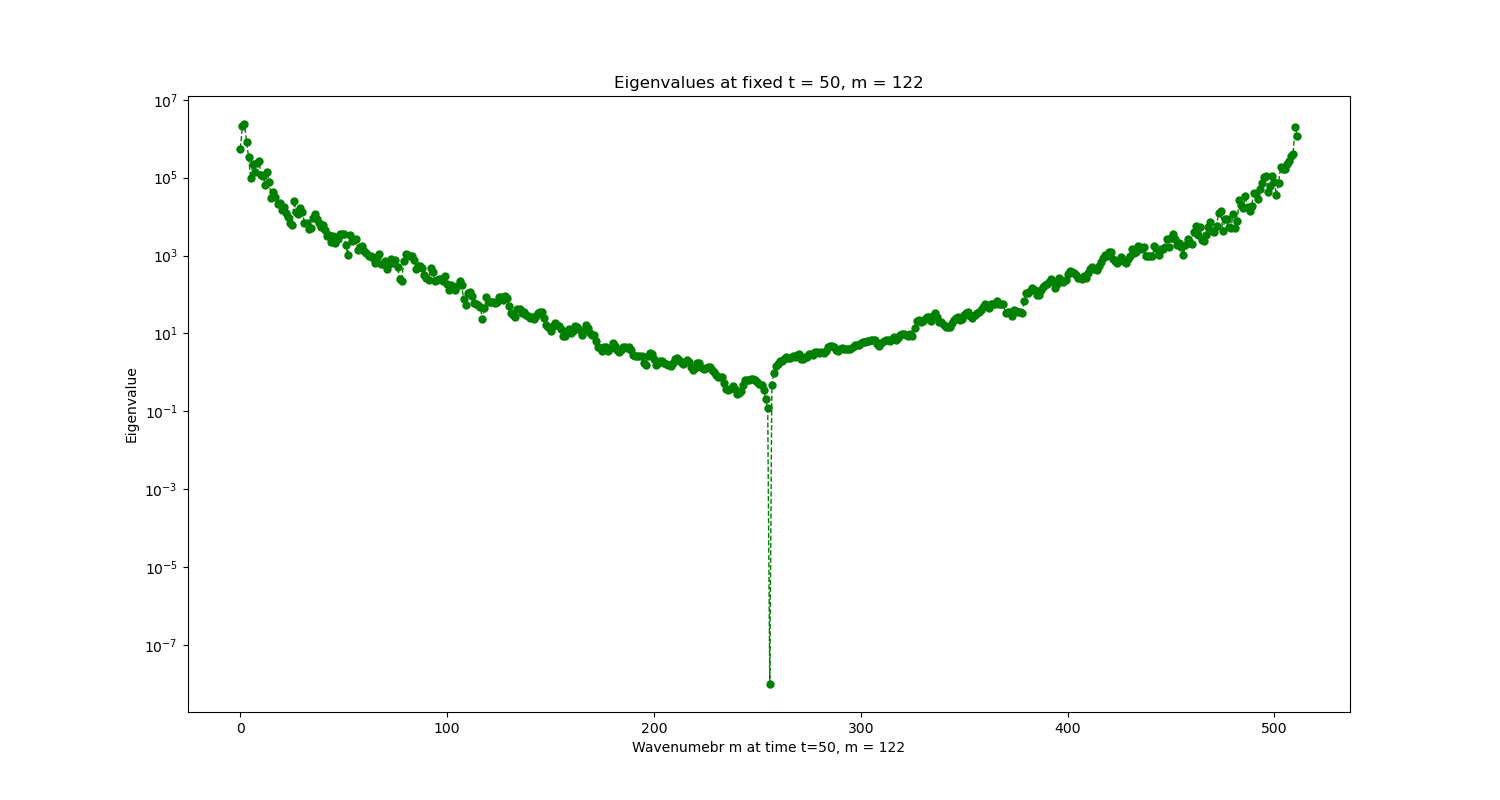 Eigenvalues at fixed t = 50, m = 122
10^7
10^5
10^3
10^1
10^−1
10^−3
10^−5
10^−7
Eigenvalue
0 100 200 300 400 500
Wavenumebr m at time t=50, m = 122